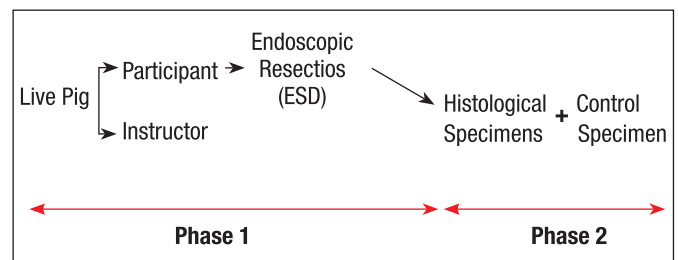 Live Pig
Participant
Instructor
Endoscopic
Resectios
(ESD)
Histological
Specimens
+
Control
Specimen
Phase 1
Phase 2